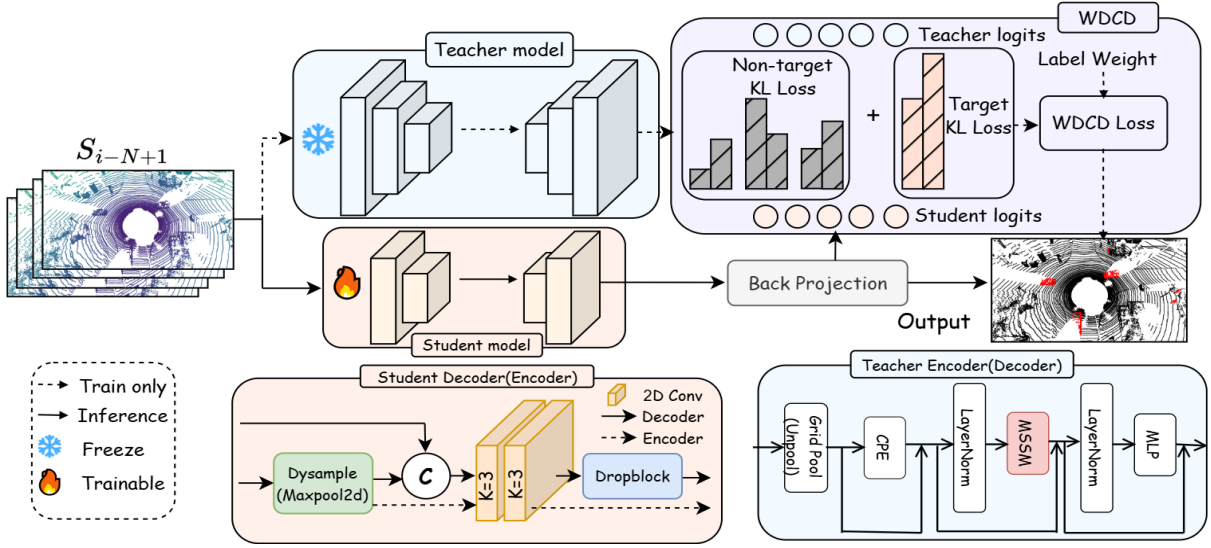 Teacher model
WDCD
Teacher logits
Non-target
KL Loss
+
Target
KL Loss
Label Weight
WDCD Loss
Student logits
S_{i-N+1}
Student model
Back Projection
Output
Train only
Inference
Freeze
Trainable
Student Decoder(Encoder)
2D Conv
Decoder
Encoder
Dysample
(Maxpool2d)
C
K=3
K=3
Dropblock
Teacher Encoder(Decoder)
Grid Pool
(Unpool)
CPE
LayerNorm
MSSM
LayerNorm
MLP